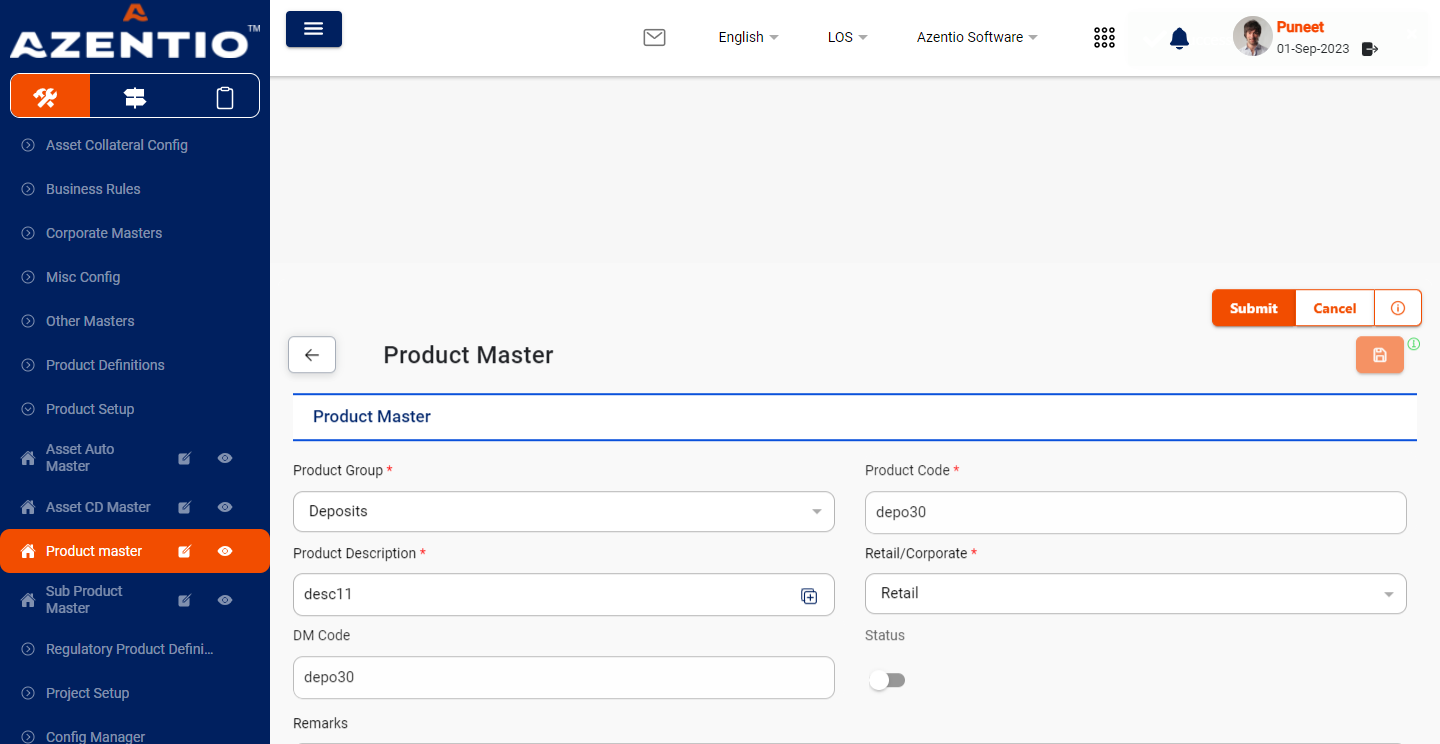 AZENTIO™
English
LOS
Azentio Software
Puneet
01-Sep-2023
Asset Collateral Config
Business Rules
Corporate Masters
Misc Config
Other Masters
Product Definitions
Product Setup
Asset Auto
Master
Asset CD Master
Product master
Sub Product
Master
Regulatory Product Defini...
Project Setup
Config Manager
Submit
Cancel
Product Master
Product Master
Product Group *
Product Code *
Deposits
depo30
Product Description *
Retail/Corporate *
desc11
Retail
DM Code
Status
depo30
Remarks